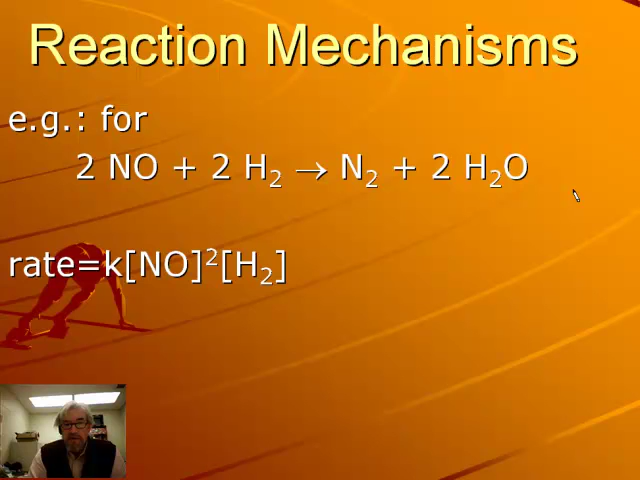 Reaction Mechanisms
e.g.: for
2 NO + 2 H₂ → N₂ + 2 H₂O
rate=k[NO]²[H₂]